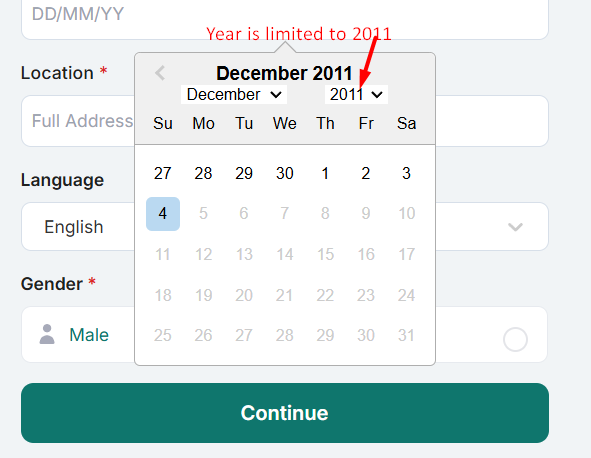 DD/MM/YY
Year is limited to 2011
Location *
December 2011
December 2011
Full Address
Su Mo Tu We Th Fr Sa
27 28 29 30 1 2 3
Language
English
4 5 6 7 8 9 10
11 12 13 14 15 16 17
Gender *
18 19 20 21 22 23 24
Male
25 26 27 28 29 30 31
Continue